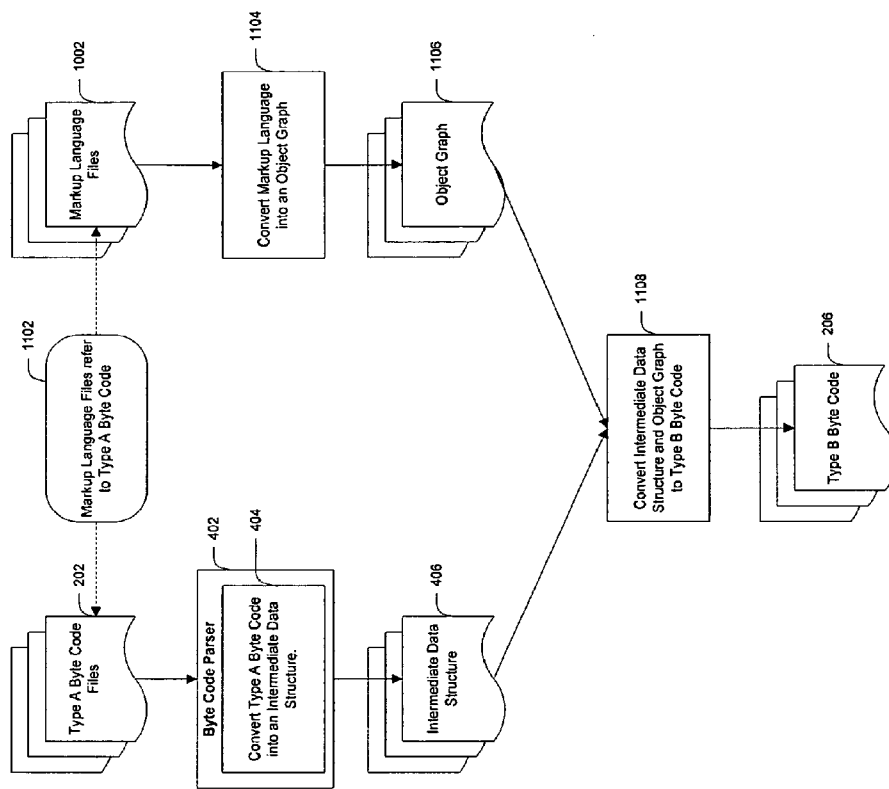 202
Type A Byte Code
Files
1102
Markup Language Files refer
to Type A Byte Code
1002
Markup Language
Files
402
404
Byte Code Parser
Convert Type A Byte Code
into an Intermediate Data
Structure.
1104
Convert Markup Language
into an Object Graph
406
Intermediate Data
Structure
1106
Object Graph
1108
Convert Intermediate Data
Structure and Object Graph
to Type B Byte Code
206
Type B Byte Code